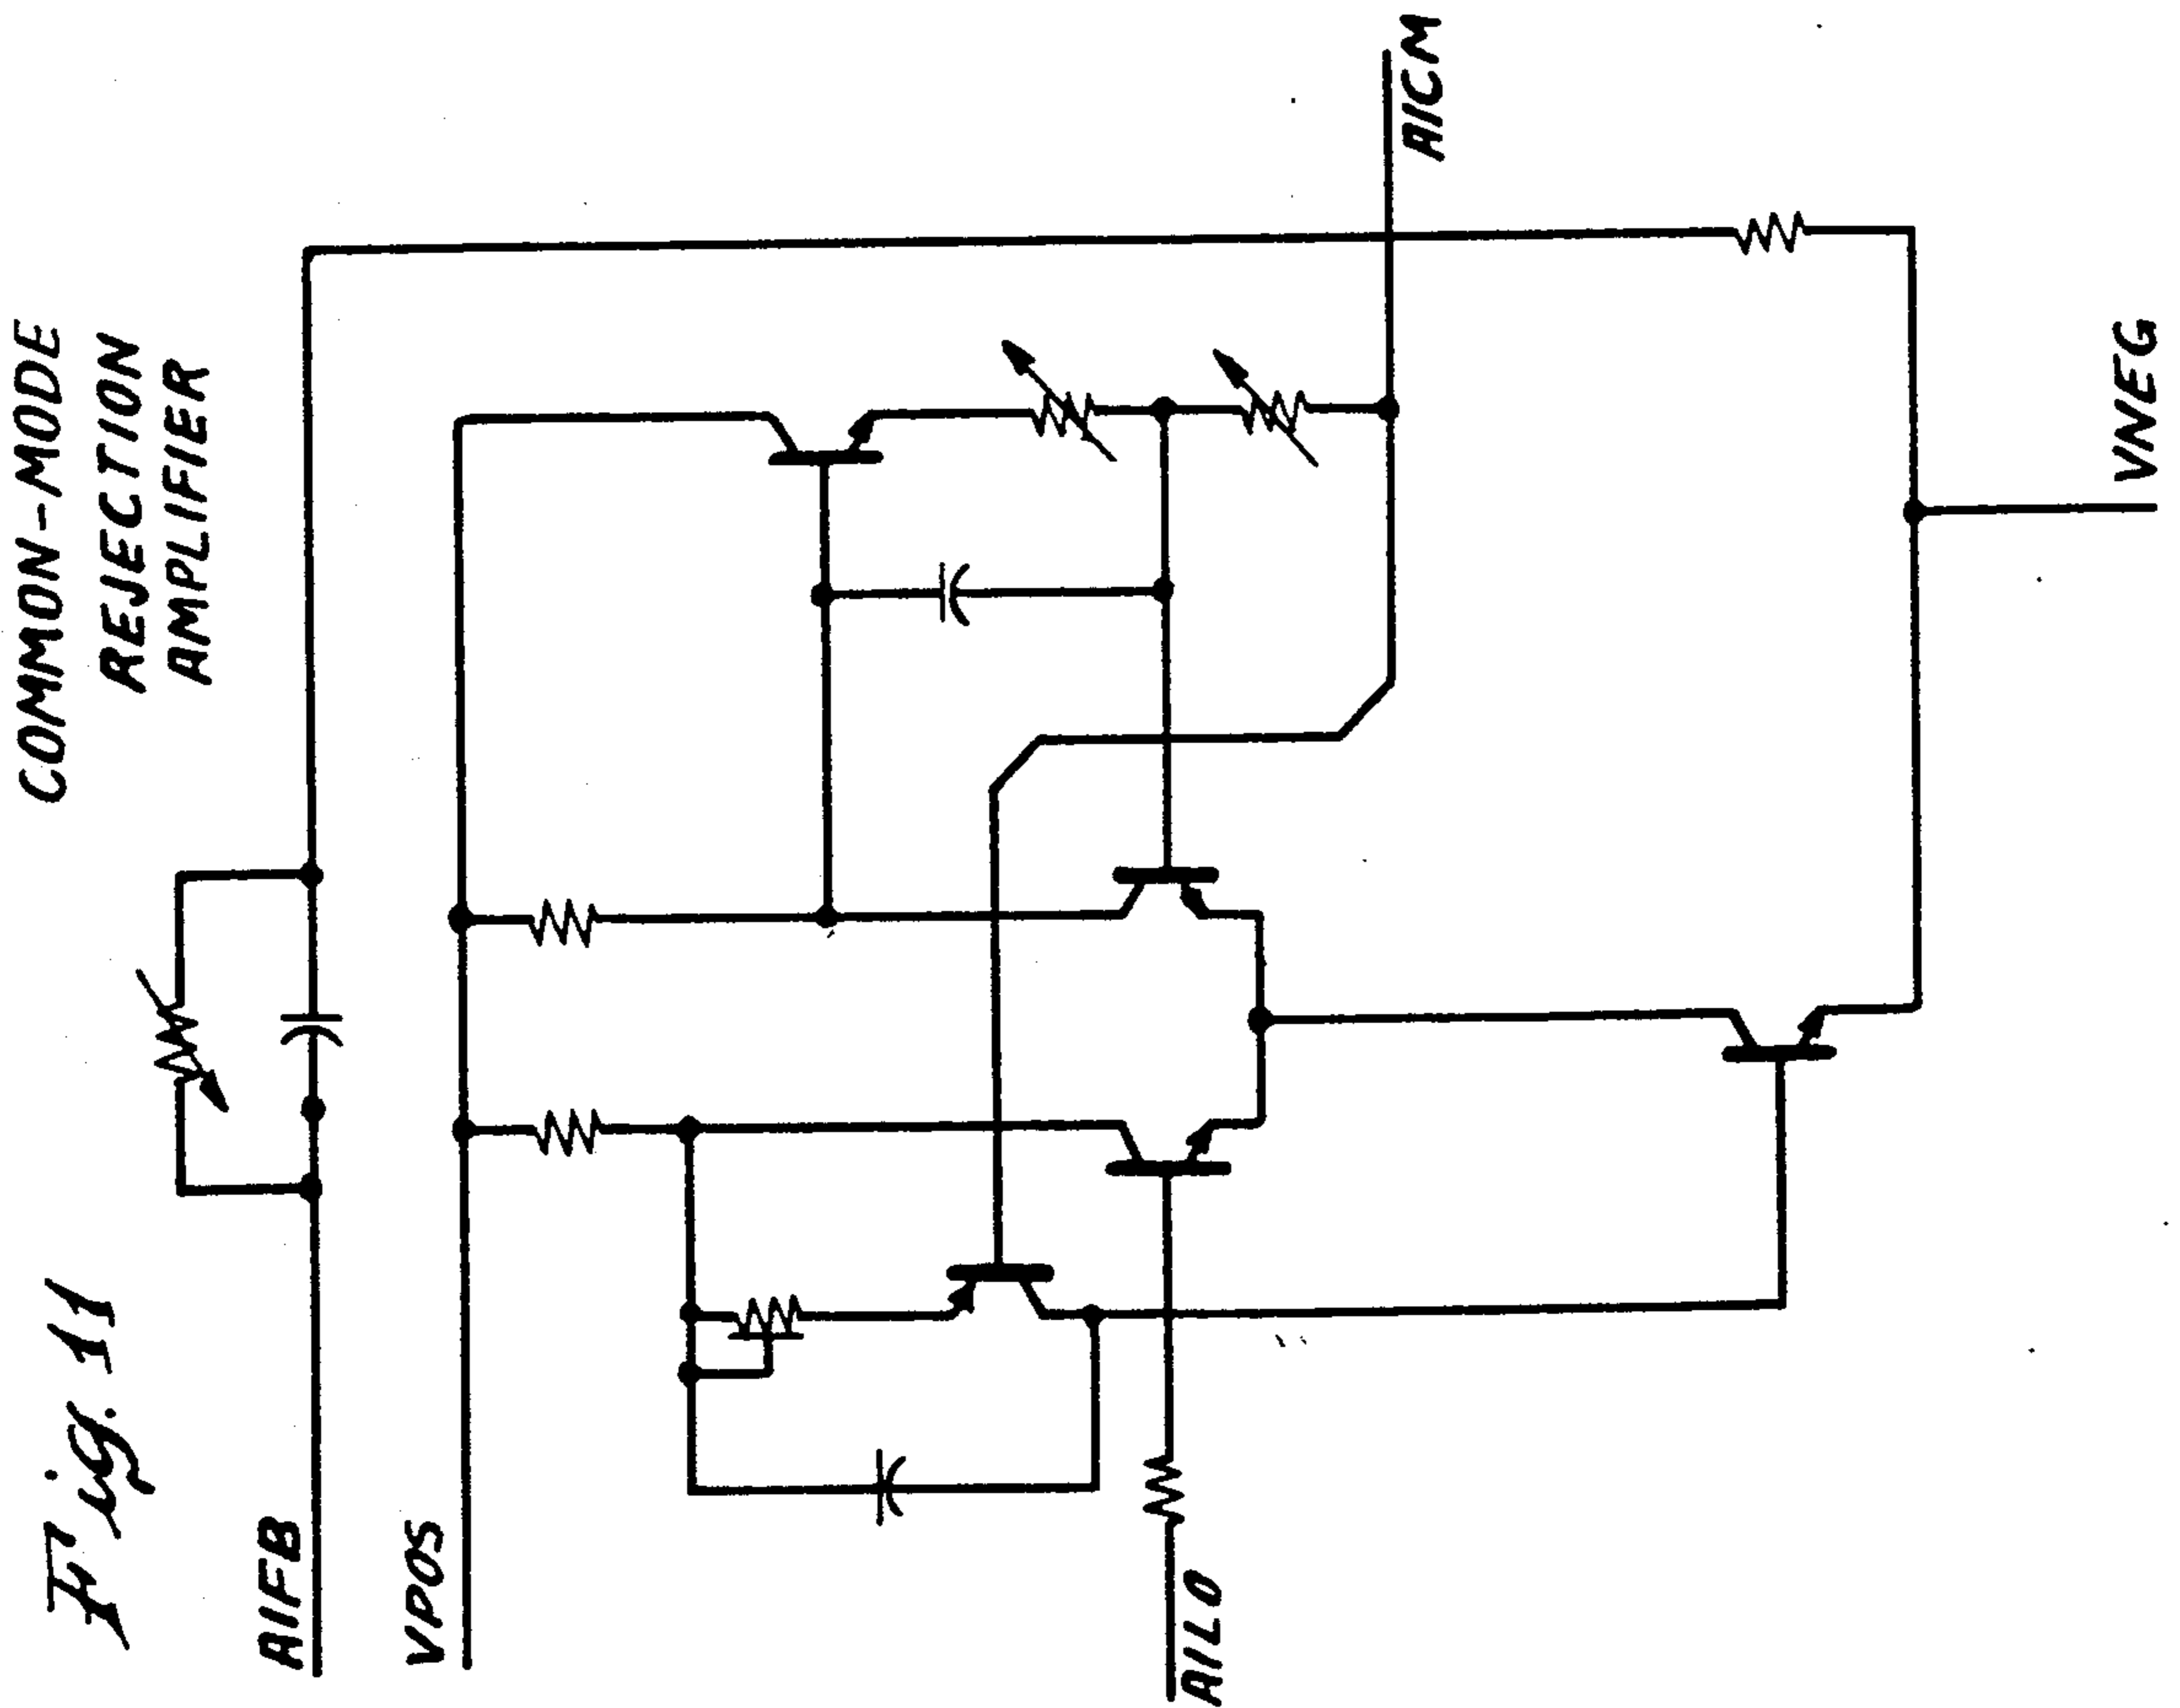 Fig. 11
COMMON-MODE
REJECTION
AMPLIFIER
AIFB
VPOS
AILO
AICM
VNEG